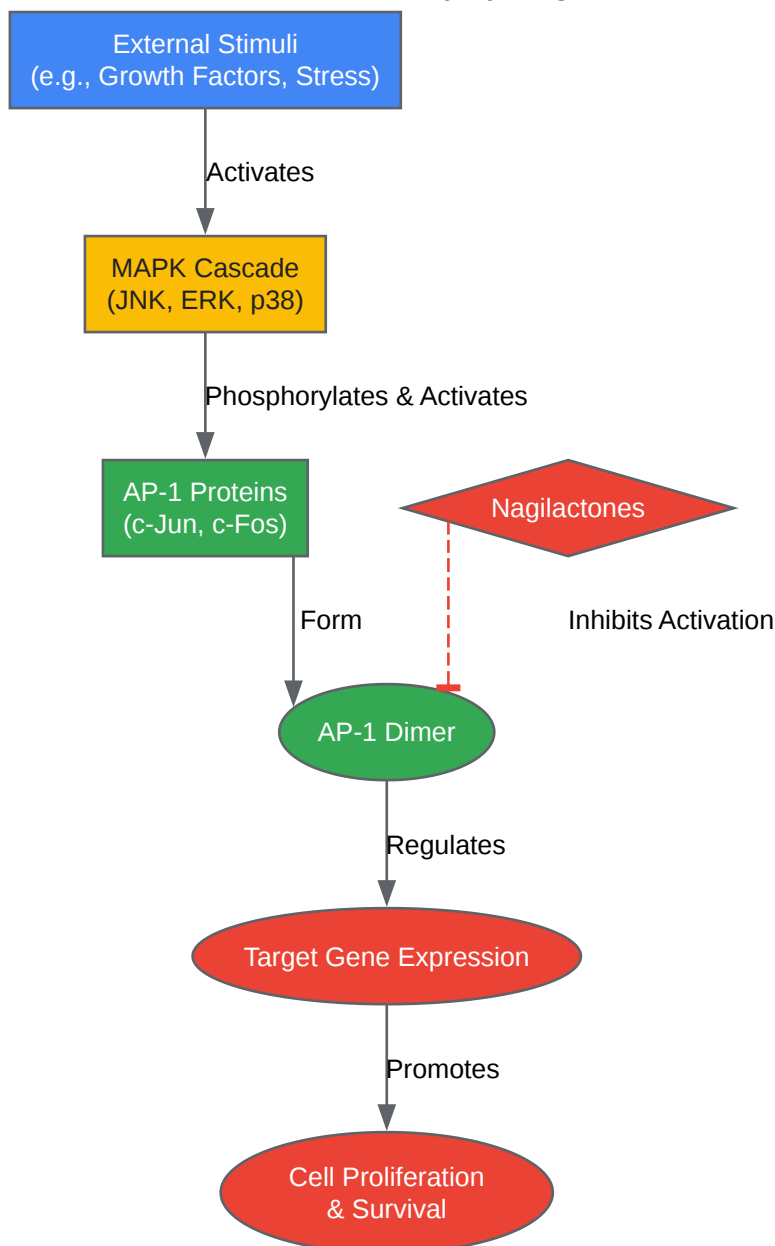 External Stimuli
(e.g., Growth Factors, Stress)
Activates
MAPK Cascade
(JNK, ERK, p38)
Phosphorylates & Activates
AP-1 Proteins
(c-Jun, c-Fos)
Nagilactones
Form
Inhibits Activation
AP-1 Dimer
Regulates
Target Gene Expression
Promotes
Cell Proliferation
& Survival